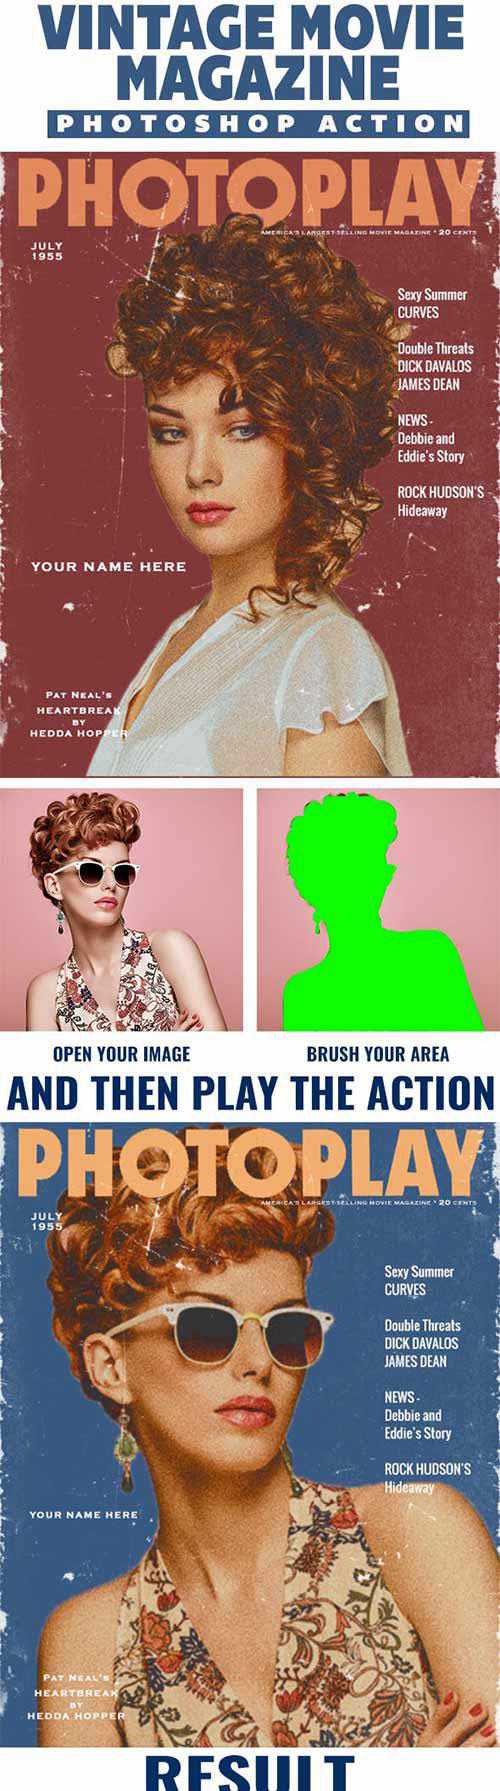 VINTAGE MOVIE
MAGAZINE
PHOTOSHOP ACTION
PHOTOPLAY
AMERICA'S LARGEST-SELLING MOVIE MAGAZINE * 20 CENTS
JULY
1955
Sexy Summer
CURVES
Double Threats
DICK DAVALOS
JAMES DEAN
NEWS -
Debbie and
Eddie's Story
ROCK HUDSON'S
Hideaway
YOUR NAME HERE
PAT NEAL'S
HEARTBREAK
BY
HEDDA HOPPER
OPEN YOUR IMAGE
BRUSH YOUR AREA
AND THEN PLAY THE ACTION
PHOTOPLAY
AMERICA'S LARGEST-SELLING MOVIE MAGAZINE * 20 CENTS
JULY
1955
Sexy Summer
CURVES
Double Threats
DICK DAVALOS
JAMES DEAN
NEWS -
Debbie and
Eddie's Story
ROCK HUDSON'S
Hideaway
YOUR NAME HERE
PAT NEAL'S
HEARTBREAK
BY
HEDDA HOPPER
RESULT